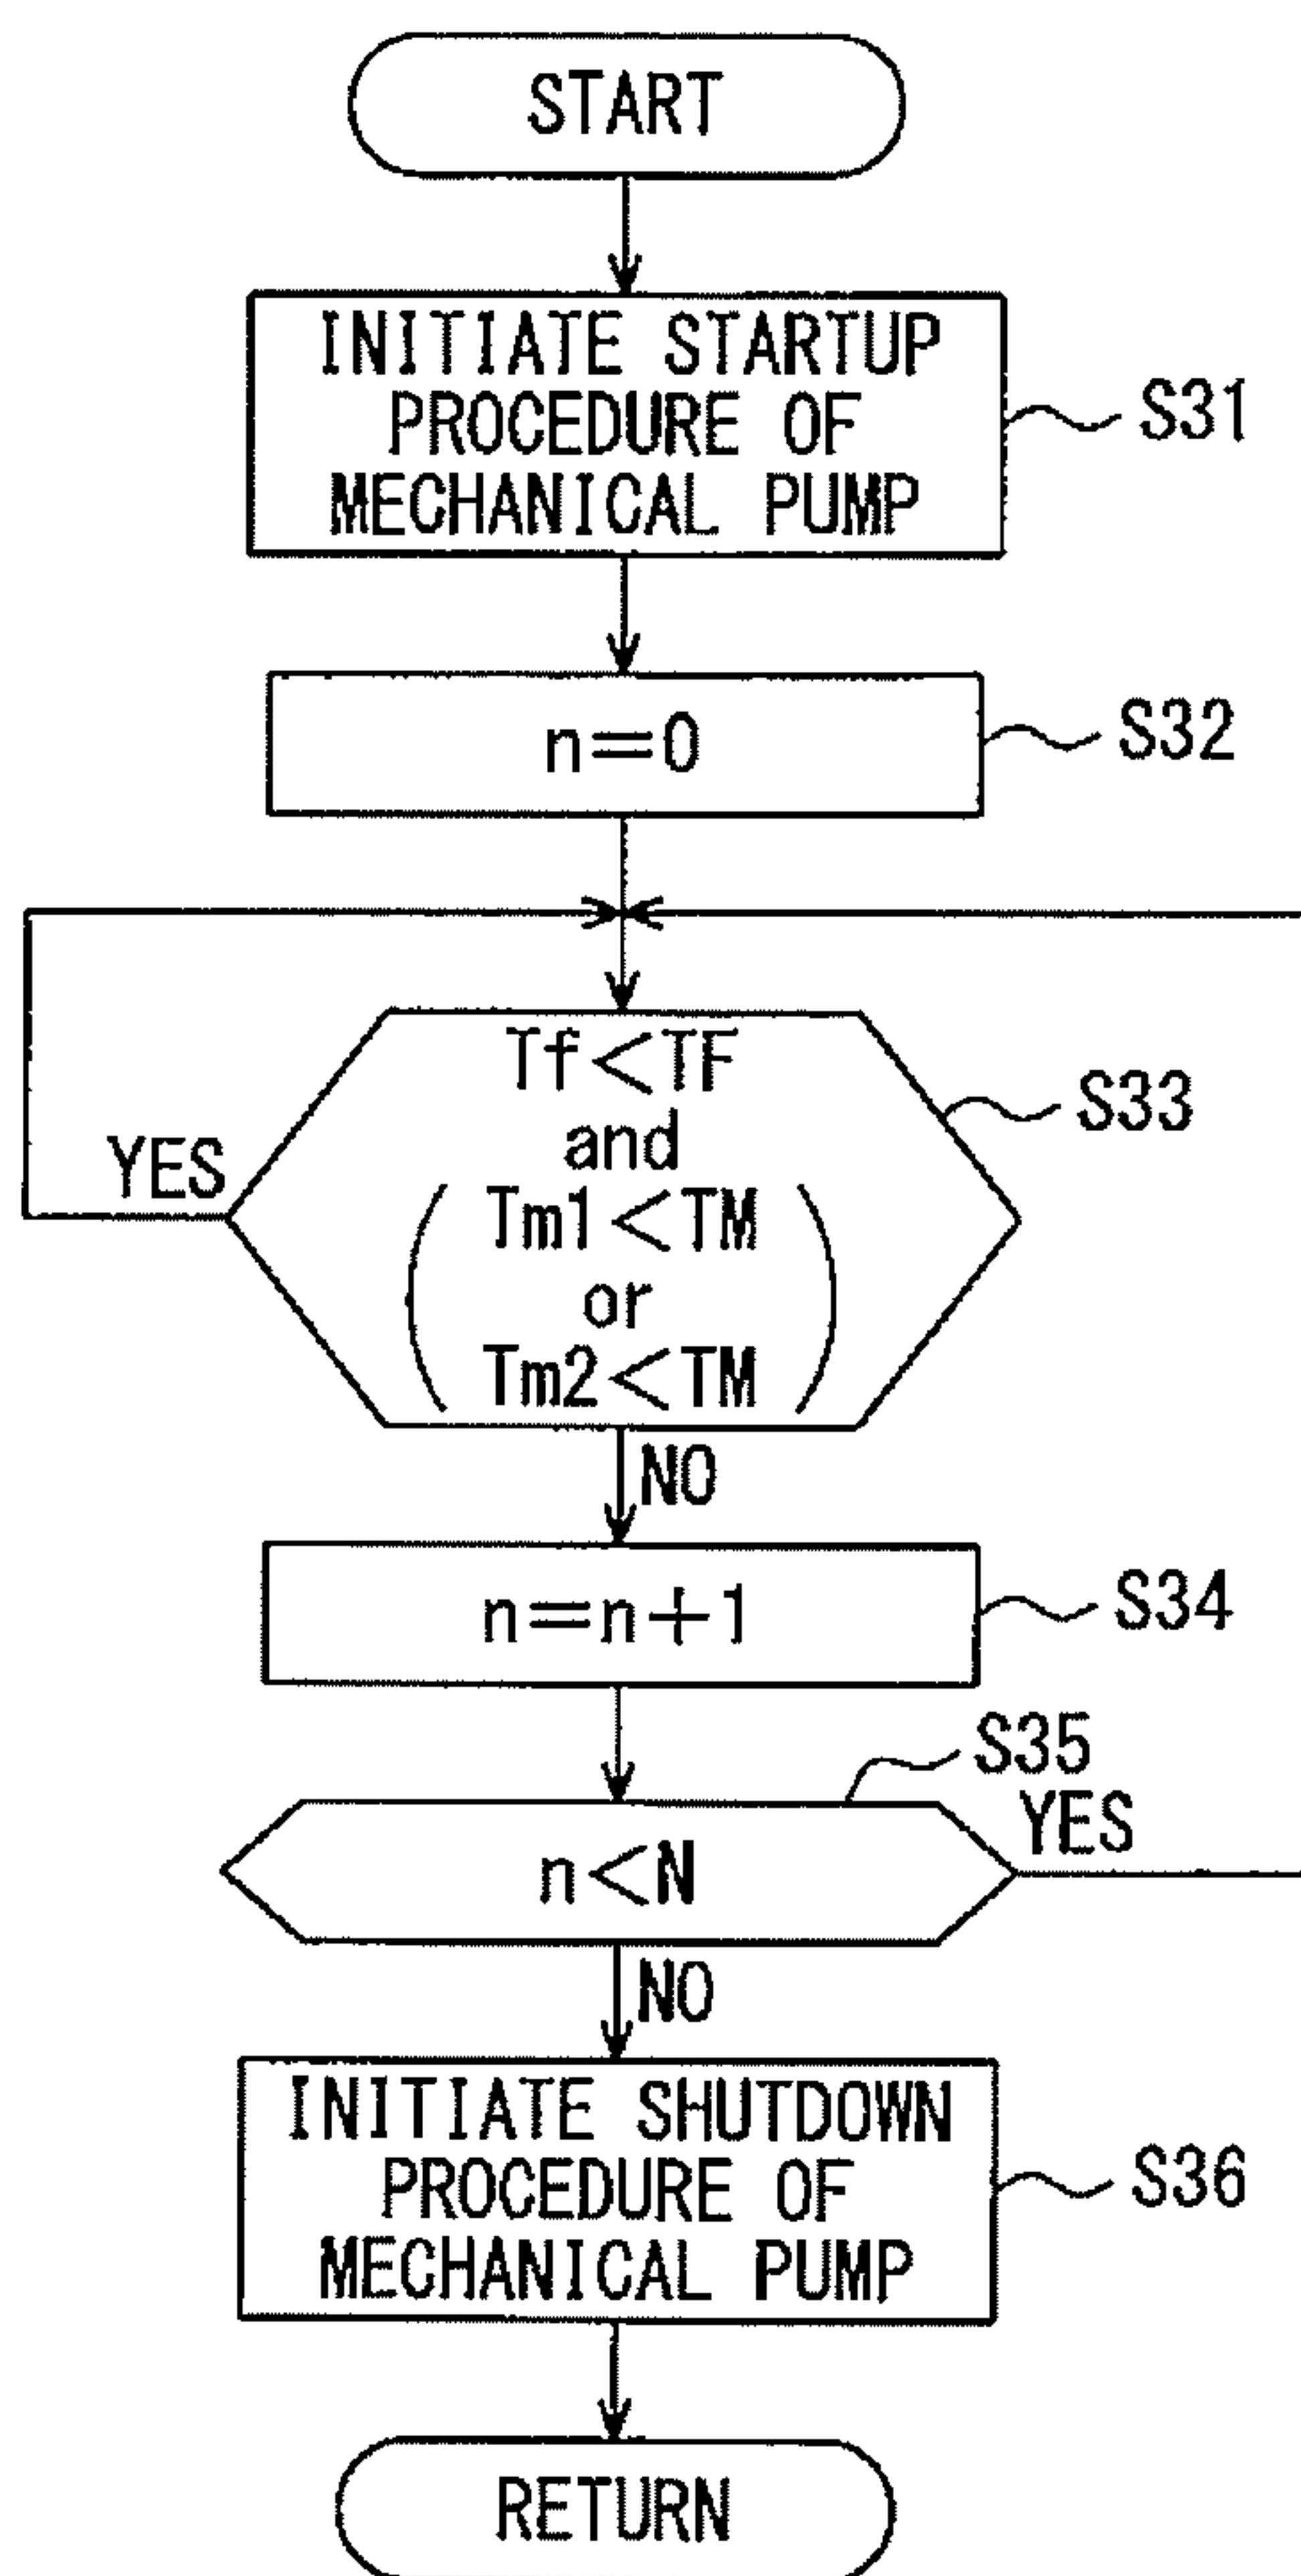 START
INITIATE STARTUP
PROCEDURE OF
MECHANICAL PUMP
S31
n=0
S32
Tf<TF
and
(Tm1<TM
or
Tm2<TM)
S33
YES
NO
n=n+1
S34
S35
n<N
YES
NO
INITIATE SHUTDOWN
PROCEDURE OF
MECHANICAL PUMP
S36
RETURN